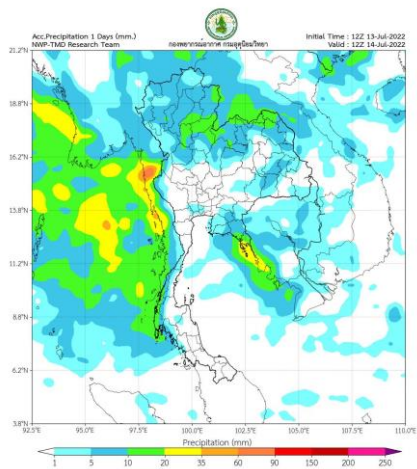 Acc.Precipitation 1 Days (mm.)
NWP-TMD Research Team
กองพยากรณ์อากาศ กรมอุตุนิยมวิทยา
Initial Time : 12Z 13-Jul-2022
Valid : 12Z 14-Jul-2022
21.2°N
18.8°N
16.2°N
13.8°N
11.2°N
8.8°N
6.2°N
3.8°N
92.5°E 95.0°E 97.5°E 100.0°E 102.5°E 105.0°E 107.5°E 110.0°E
Precipitation (mm)
1 5 10 20 35 60 90 150 200 250